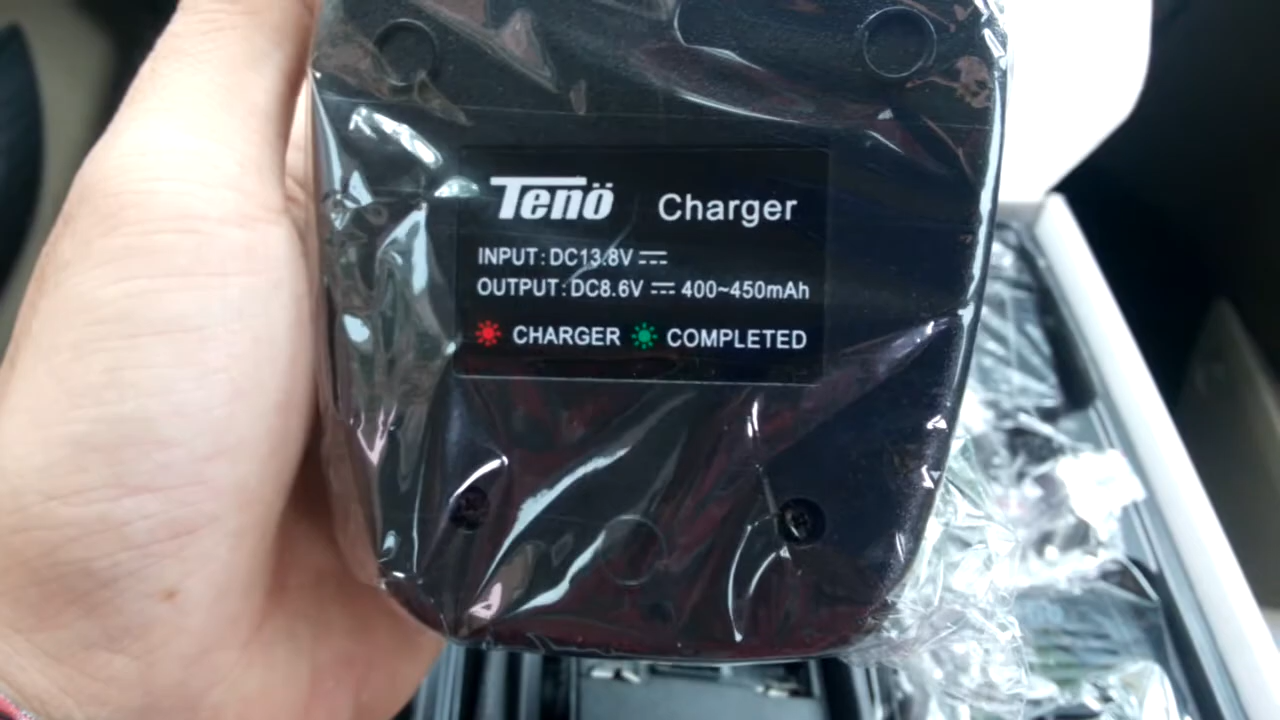 Tenö Charger
INPUT: DC13.8V ⎓
OUTPUT: DC8.6V ⎓ 400~450mAh
CHARGER COMPLETED